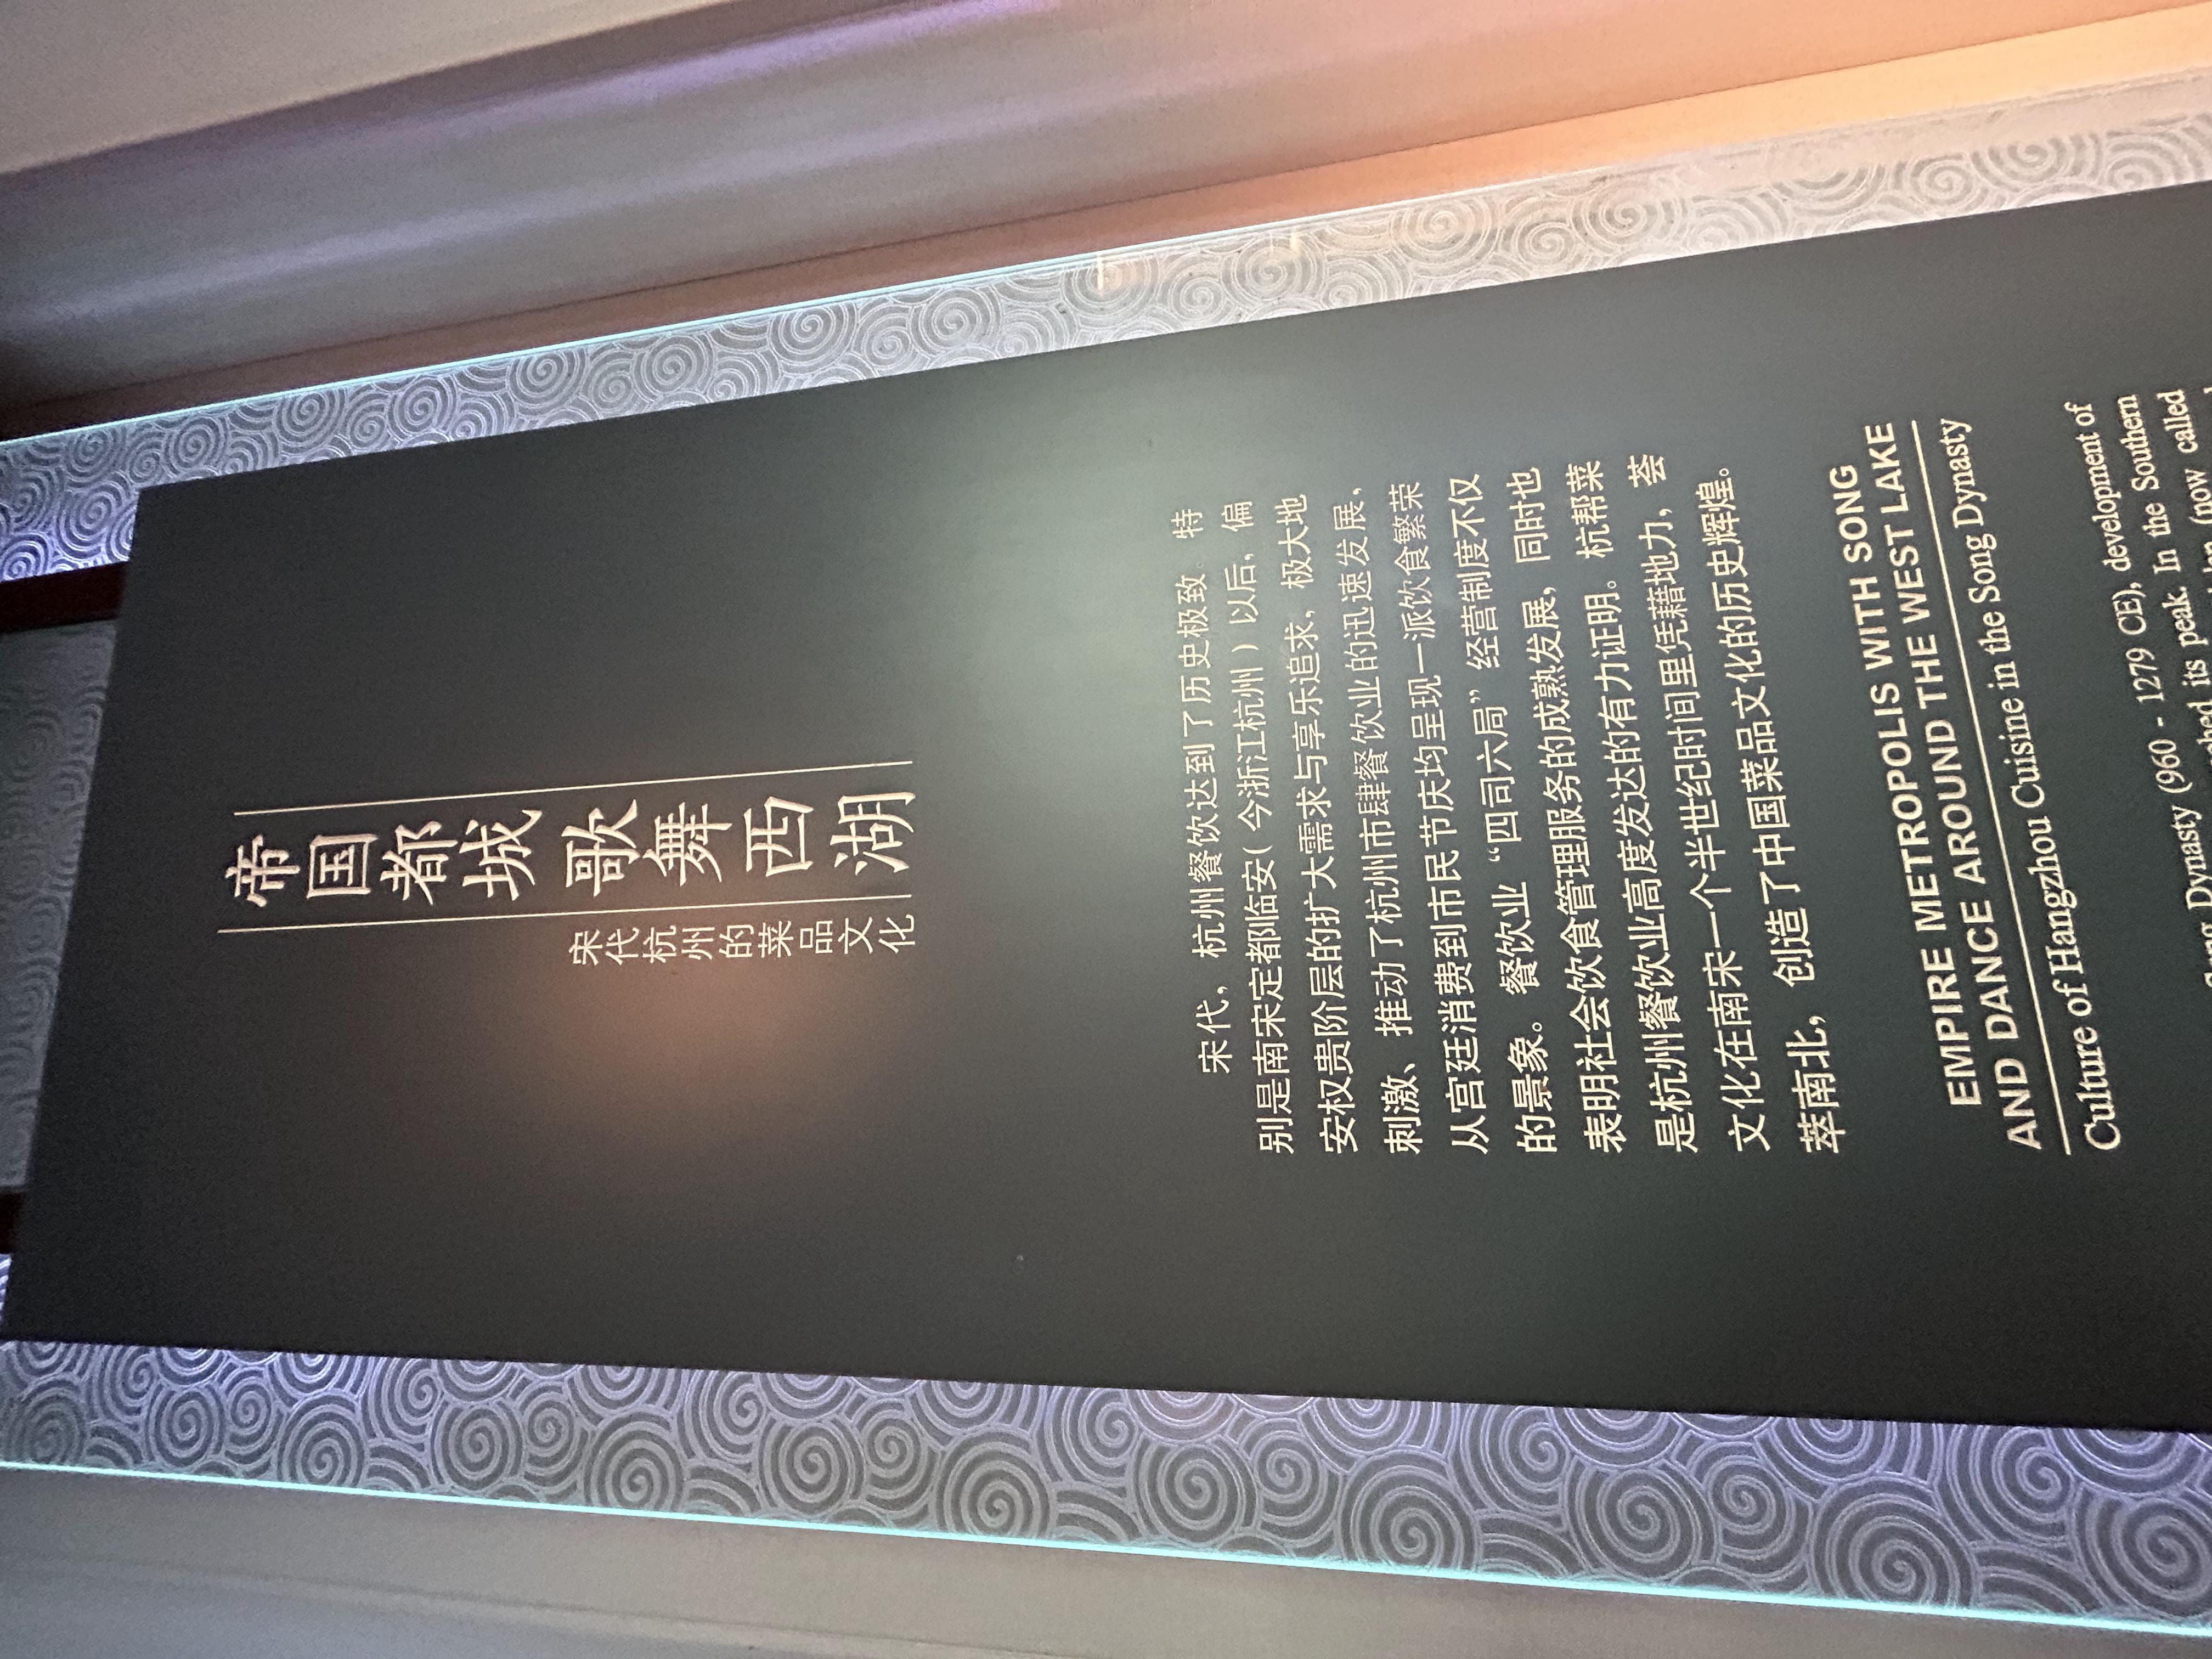 帝国都城 歌舞西湖
宋代杭州的菜品文化
宋代，杭州餐饮达到了历史极致。特
别是南宋定都临安（今浙江杭州）以后，偏
安权贵阶层的扩大需求与享乐追求，极大地
刺激、推动了杭州市肆餐饮业的迅速发展，
从宫廷消费到市民节庆均呈现一派饮食繁荣
的景象。餐饮业“四司六局”经营制度不仅
表明社会饮食管理服务的成熟发展，同时也
是杭州餐饮业高度发达的有力证明。杭帮菜
文化在南宋一个半世纪时间里凭藉地力，荟
萃南北，创造了中国菜品文化的历史辉煌。
EMPIRE METROPOLIS WITH SONG
AND DANCE AROUND THE WEST LAKE
Culture of Hangzhou Cuisine in the Song Dynasty
Dynasty (960 - 1279 CE), development of
its peak. In the Southern
(now called